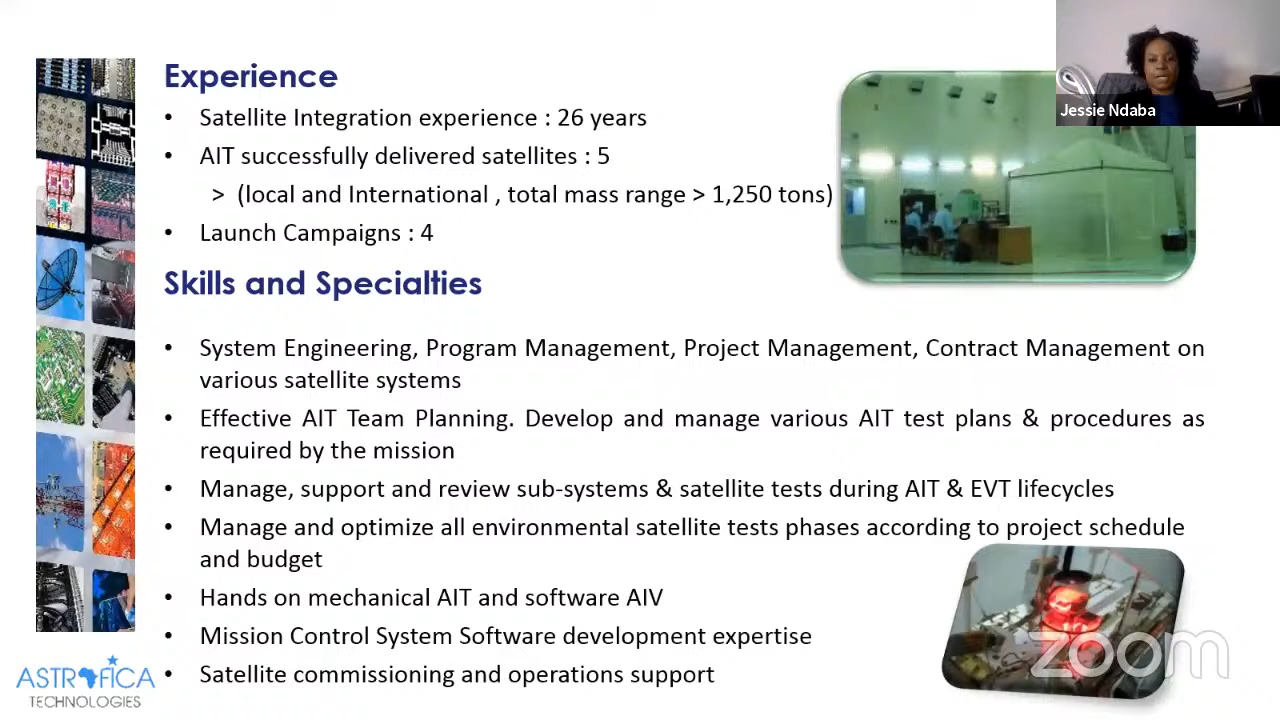 Experience
• Satellite Integration experience : 26 years
• AIT successfully delivered satellites : 5
> (local and International , total mass range > 1,250 tons)
• Launch Campaigns : 4
Jessie Ndaba
Skills and Specialties
• System Engineering, Program Management, Project Management, Contract Management on
various satellite systems
• Effective AIT Team Planning. Develop and manage various AIT test plans & procedures as
required by the mission
• Manage, support and review sub-systems & satellite tests during AIT & EVT lifecycles
• Manage and optimize all environmental satellite tests phases according to project schedule
and budget
• Hands on mechanical AIT and software AIV
• Mission Control System Software development expertise
• Satellite commissioning and operations support
ASTROFICA
TECHNOLOGIES
zoom